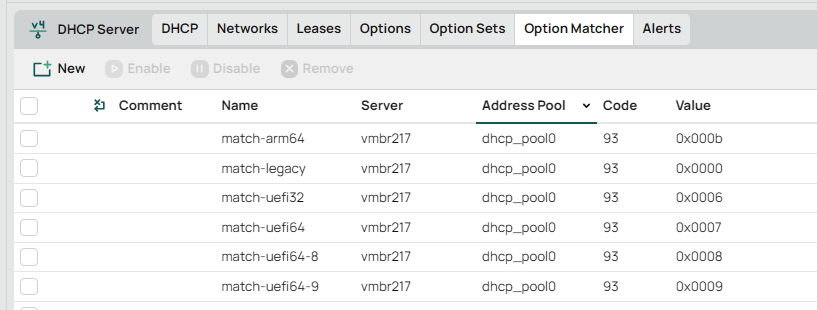 v4 DHCP Server DHCP Networks Leases Options Option Sets Option Matcher Alerts
New Enable Disable Remove
Comment Name Server Address Pool Code Value
match-arm64 vmbr217 dhcp_pool0 93 0x000b
match-legacy vmbr217 dhcp_pool0 93 0x0000
match-uefi32 vmbr217 dhcp_pool0 93 0x0006
match-uefi64 vmbr217 dhcp_pool0 93 0x0007
match-uefi64-8 vmbr217 dhcp_pool0 93 0x0008
match-uefi64-9 vmbr217 dhcp_pool0 93 0x0009